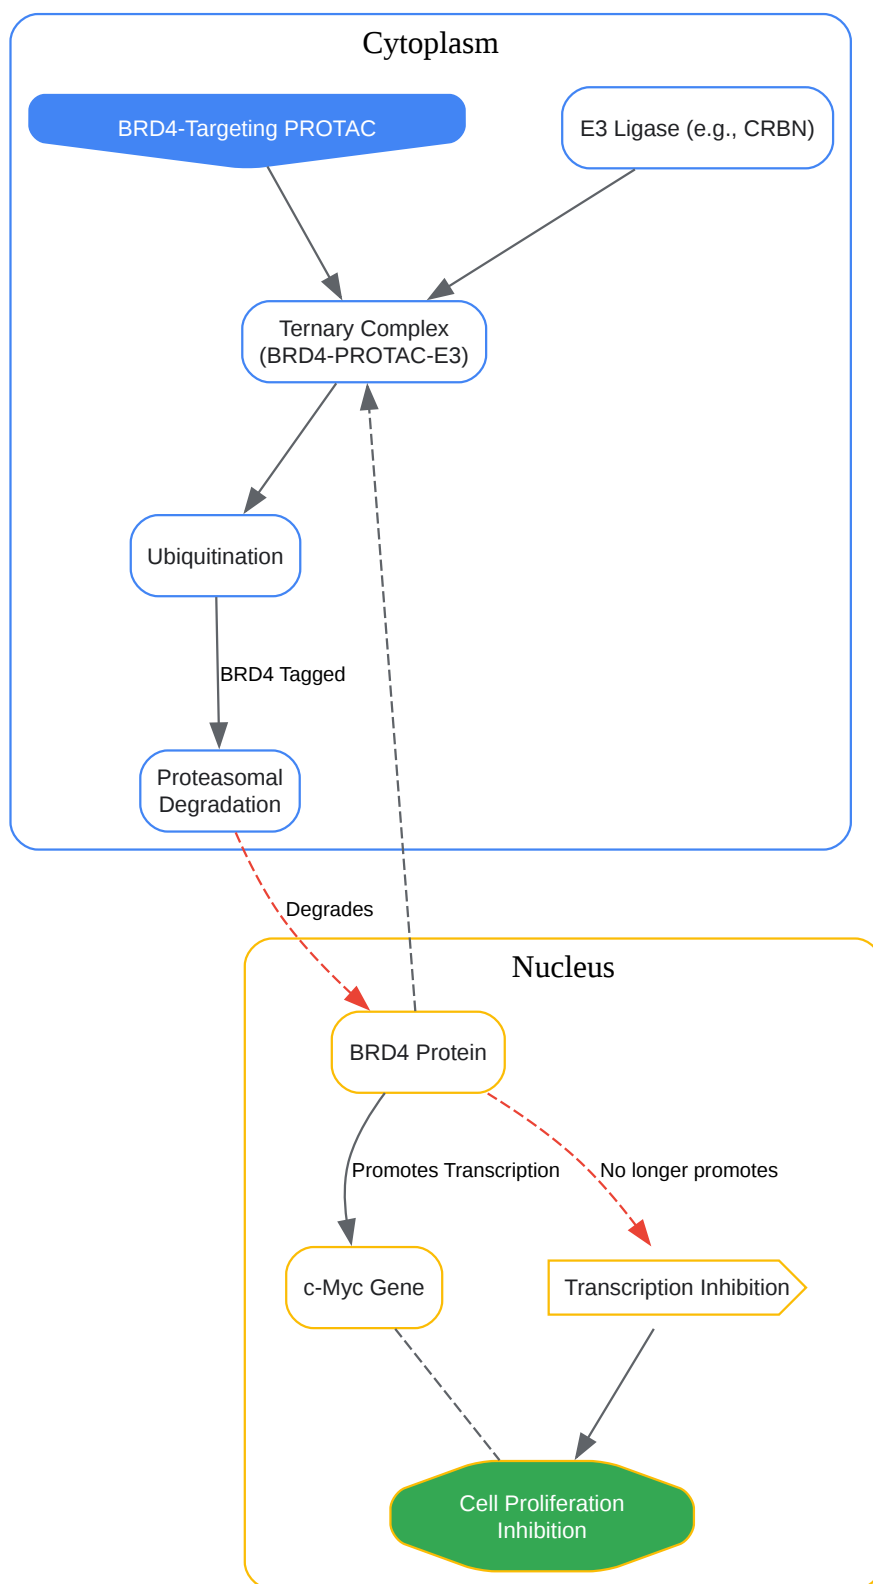 Cytoplasm
BRD4-Targeting PROTAC
E3 Ligase (e.g., CRBN)
Ternary Complex
(BRD4-PROTAC-E3)
Ubiquitination
BRD4 Tagged
Proteasomal
Degradation
Degrades
Nucleus
BRD4 Protein
Promotes Transcription
No longer promotes
c-Myc Gene
Transcription Inhibition
Cell Proliferation
Inhibition